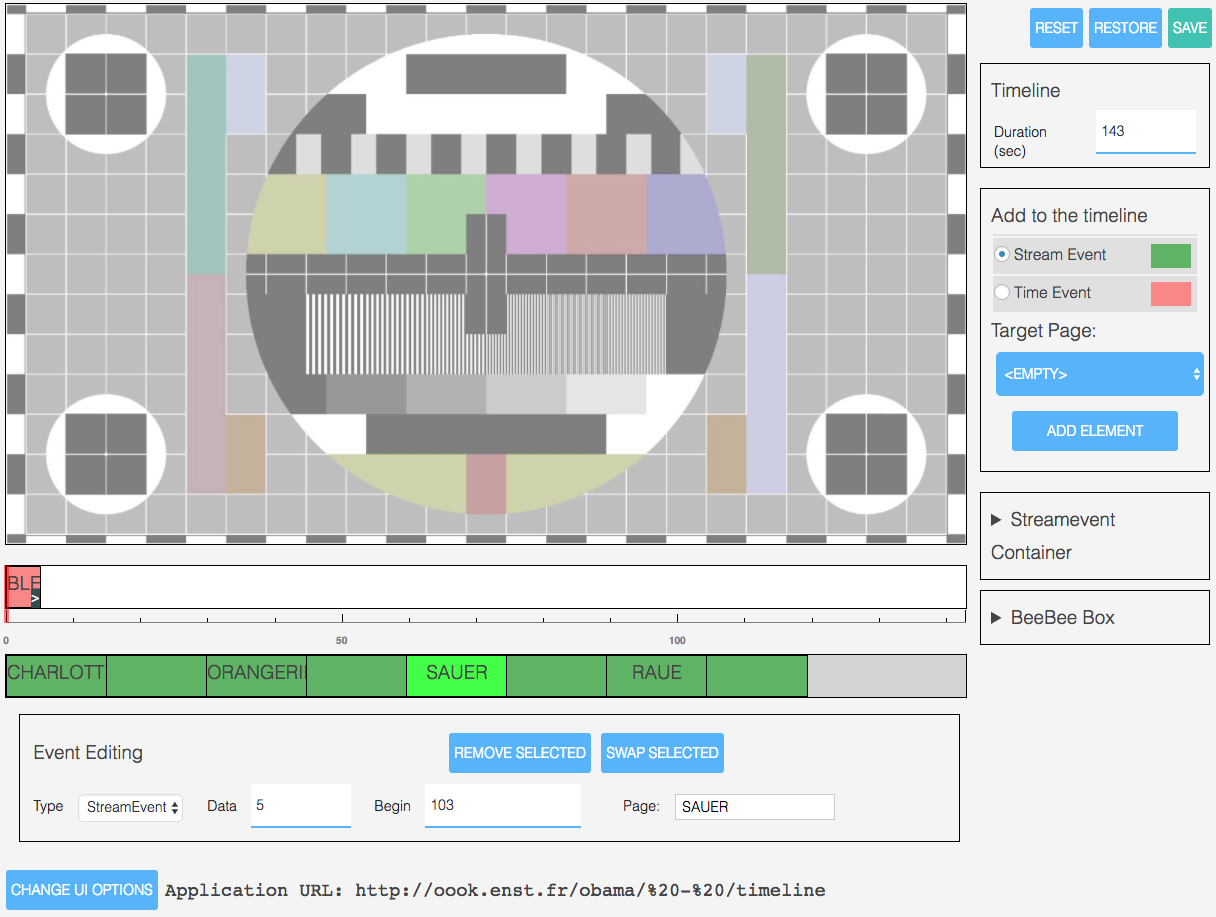 RESET RESTORE SAVE
Timeline
Duration
(sec)
143
Add to the timeline
Stream Event
Time Event
Target Page:
<EMPTY>
ADD ELEMENT
▶ Streamevent
Container
▶ BeeBee Box
BLE
>
0 50 100
CHARLOTT ORANGERI SAUER RAUE
Event Editing REMOVE SELECTED SWAP SELECTED
Type StreamEvent Data 5 Begin 103 Page: SAUER
CHANGE UI OPTIONS Application URL: http://oook.enst.fr/obama/%20-%20/timeline